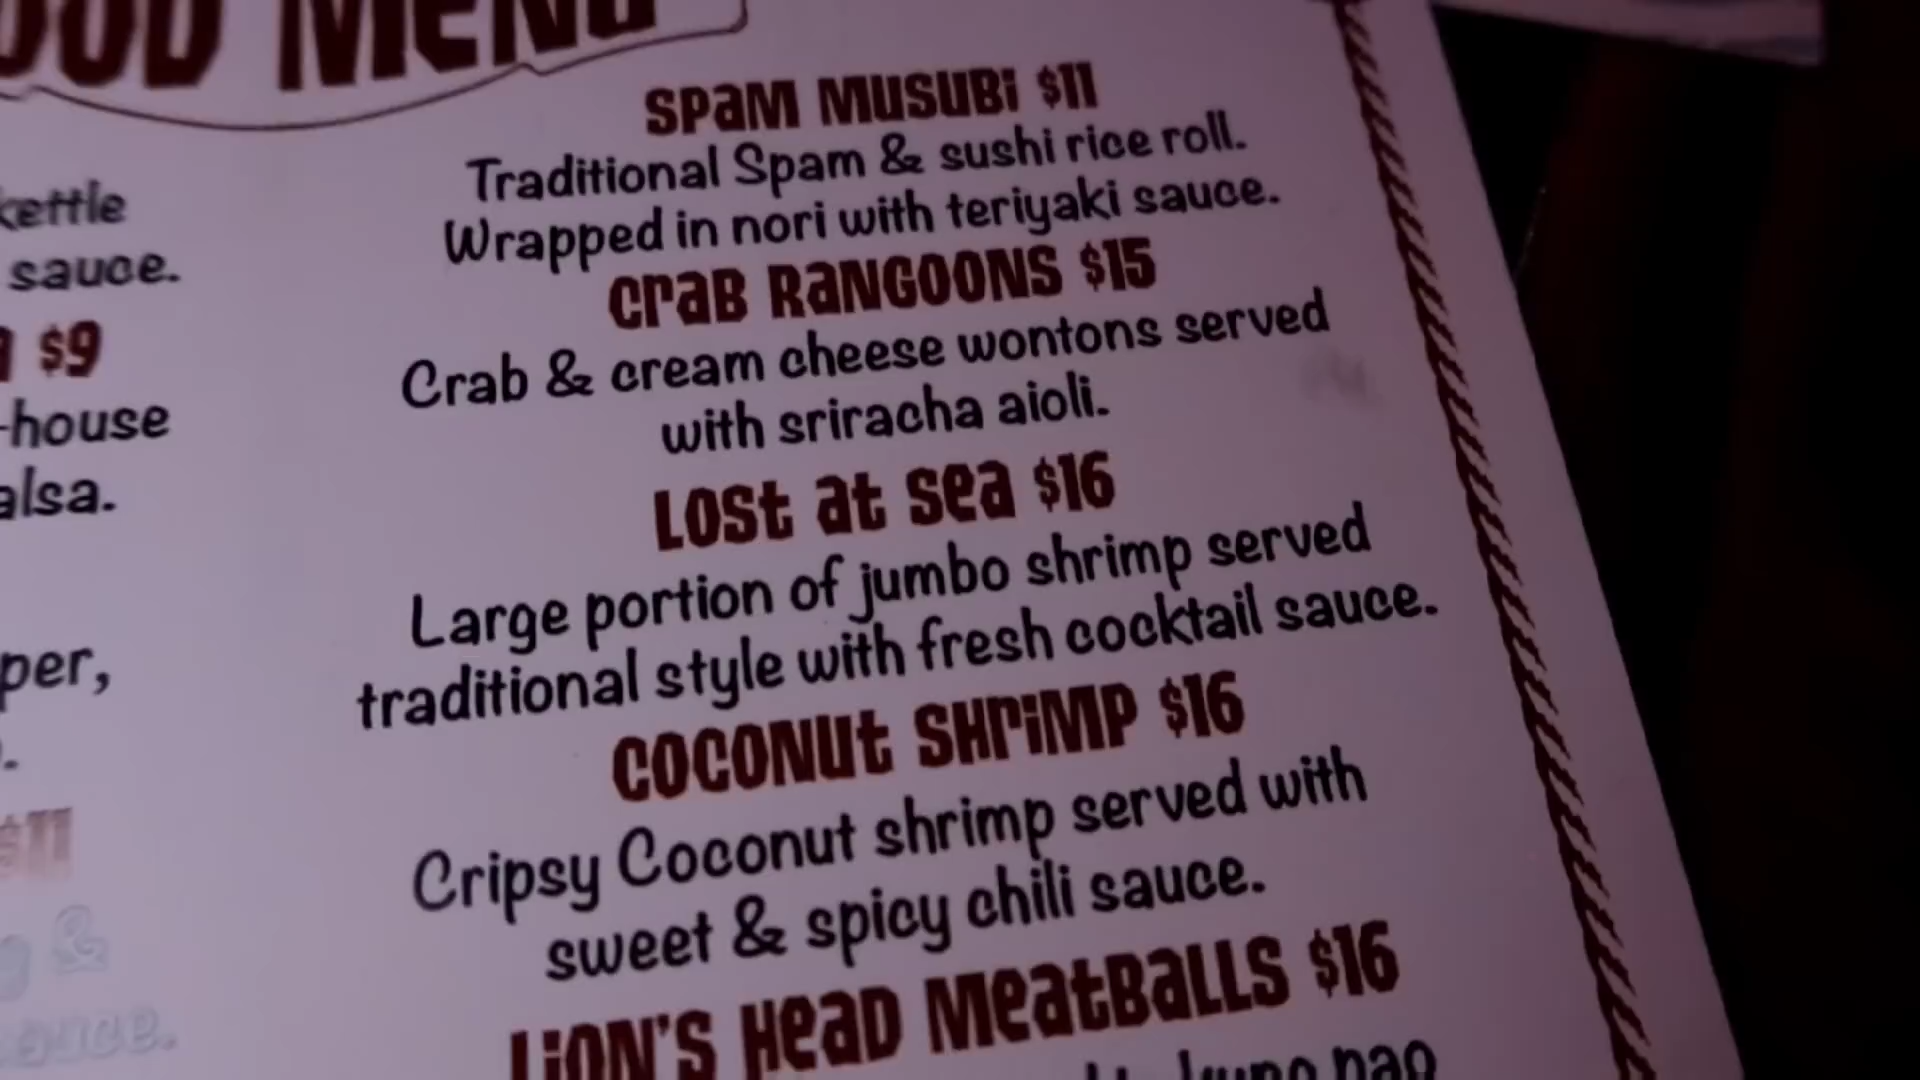 MENU
kettle
sauce.
$9
-house
$11
&
SPAM MUSUBI $11
Traditional Spam & sushi rice roll.
Wrapped in nori with teriyaki sauce.
CRAB RANGOONS $15
Crab & cream cheese wontons served
with sriracha aioli.
LOST AT SEA $16
Large portion of jumbo shrimp served
traditional style with fresh cocktail sauce.
COCONUT SHRIMP $16
Cripsy Coconut shrimp served with
sweet & spicy chili sauce.
LION'S HEAD MEATBALLS $16